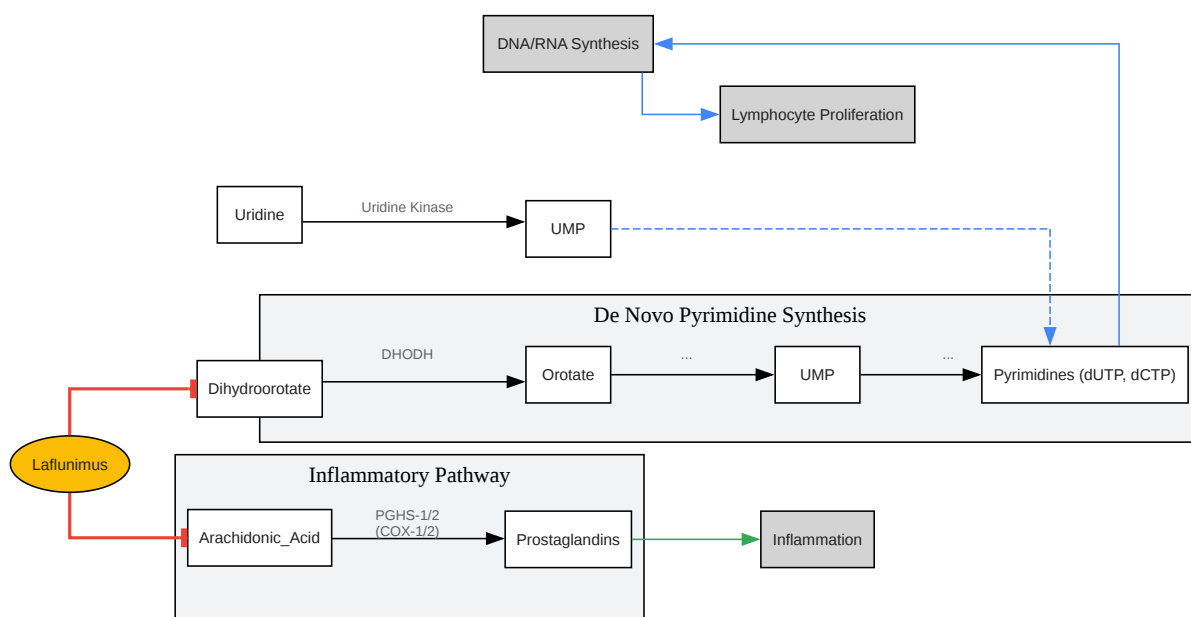 DNA/RNA Synthesis
Lymphocyte Proliferation
Uridine
Uridine Kinase
UMP
De Novo Pyrimidine Synthesis
Dihydroorotate
DHODH
Orotate
...
UMP
...
Pyrimidines (dUTP, dCTP)
Laflunimus
Inflammatory Pathway
Arachidonic_Acid
PGHS-1/2
(COX-1/2)
Prostaglandins
Inflammation